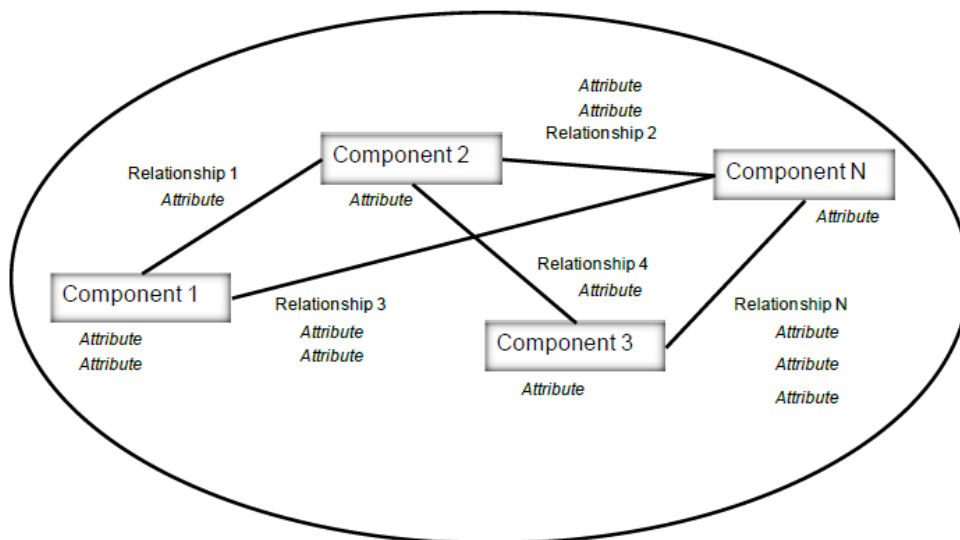 Attribute
Attribute
Relationship 2
Component 2
Component N
Relationship 1
Attribute
Attribute
Attribute
Relationship 4
Attribute
Component 1
Relationship 3
Attribute
Attribute
Relationship N
Attribute
Attribute
Attribute
Component 3
Attribute
Attribute
Attribute